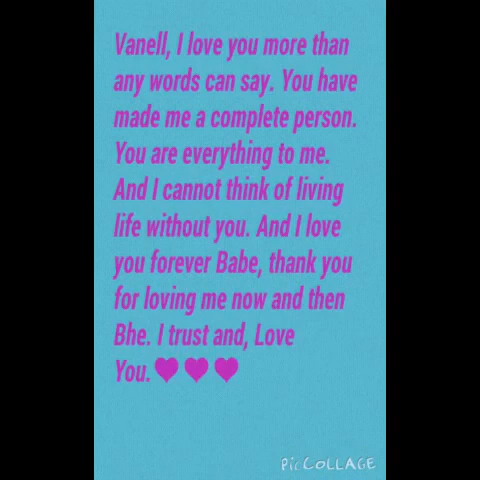 Vanell, I love you more than
any words can say. You have
made me a complete person.
You are everything to me.
And I cannot think of living
life without you. And I love
you forever Babe, thank you
for loving me now and then
Bhe. I trust and, Love
You.♥♥♥
PicCOLLAGE